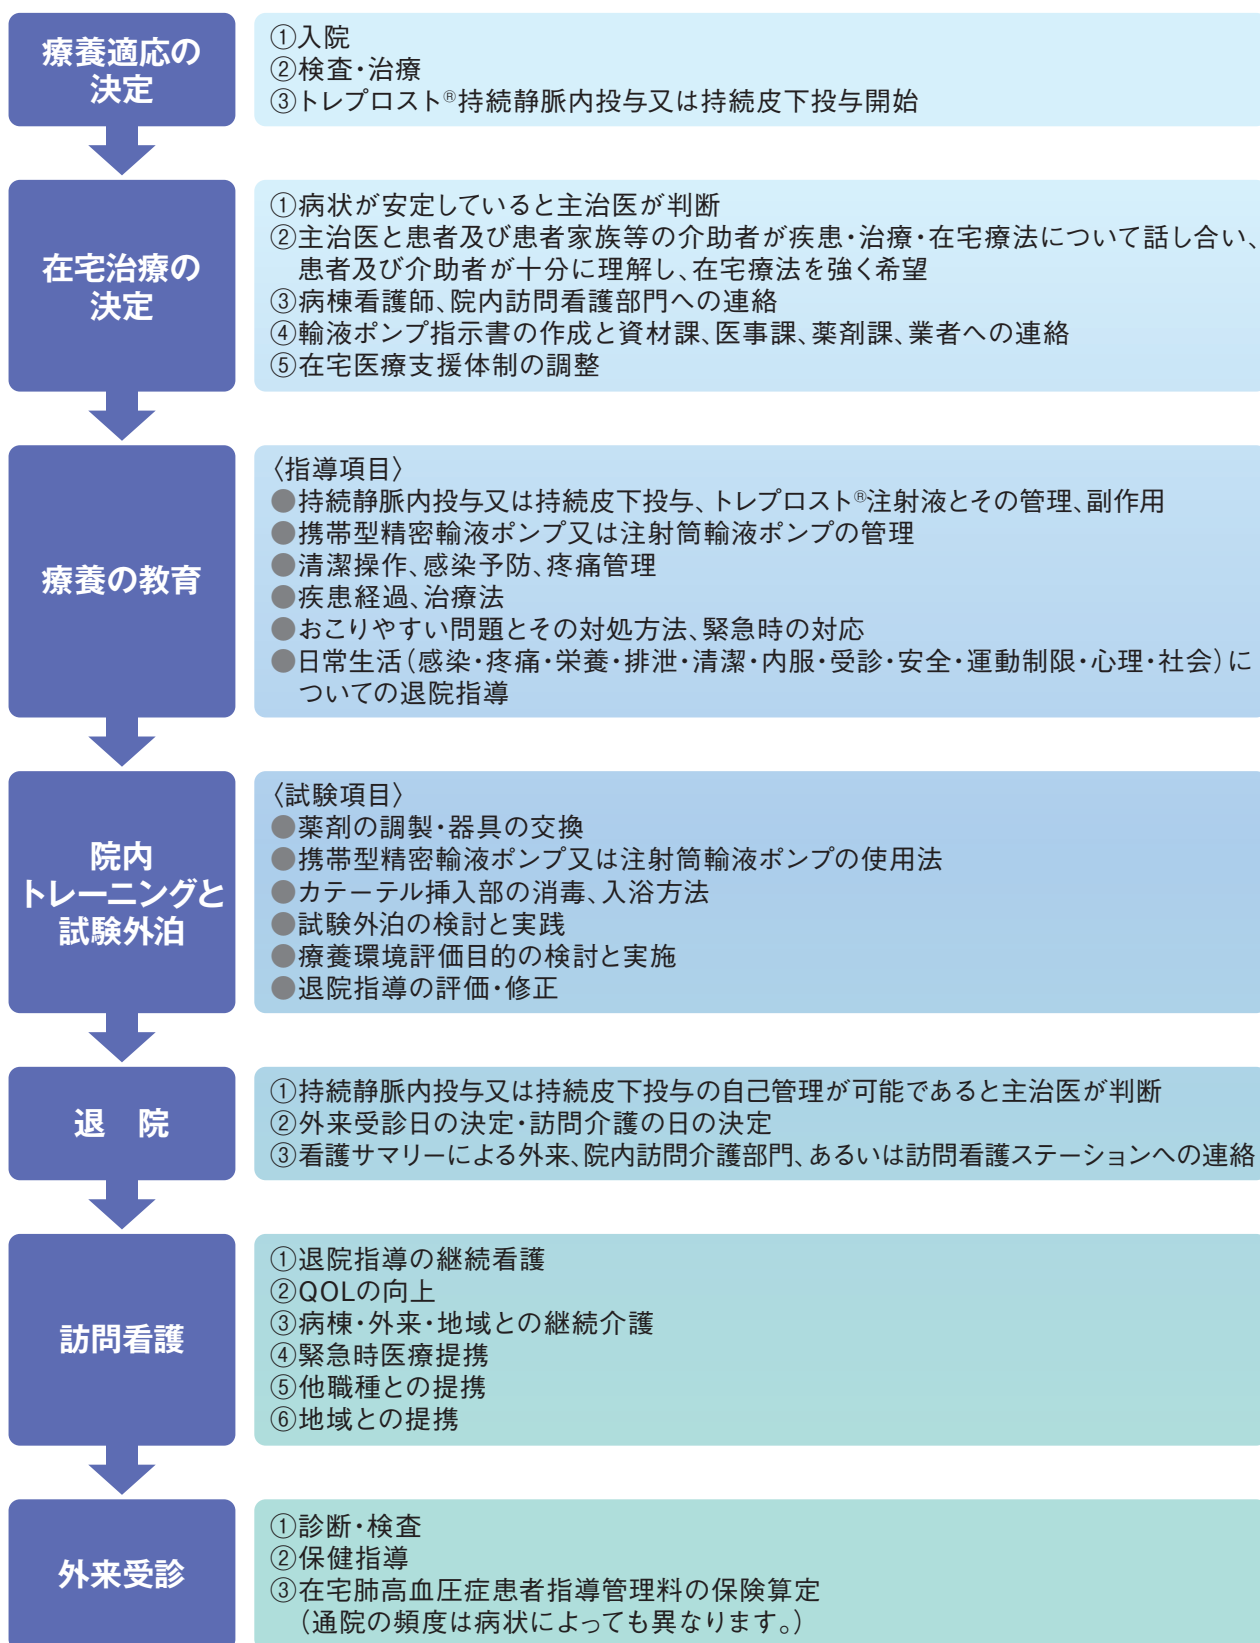 療養適応の
決定
①入院
②検査・治療
③トレプロスト®持続静脈内投与又は持続皮下投与開始
在宅治療の
決定
①病状が安定していると主治医が判断
②主治医と患者及び患者家族等の介助者が疾患・治療・在宅療法について話し合い、
患者及び介助者が十分に理解し、在宅療法を強く希望
③病棟看護師、院内訪問看護部門への連絡
④輸液ポンプ指示書の作成と資材課、医事課、薬剤課、業者への連絡
⑤在宅医療支援体制の調整
療養の教育
〈指導項目〉
●持続静脈内投与又は持続皮下投与、トレプロスト®注射液とその管理、副作用
●携帯型精密輸液ポンプ又は注射筒輸液ポンプの管理
●清潔操作、感染予防、疼痛管理
●疾患経過、治療法
●おこりやすい問題とその対処方法、緊急時の対応
●日常生活（感染・疼痛・栄養・排泄・清潔・内服・受診・安全・運動制限・心理・社会）に
ついての退院指導
院内
トレーニングと
試験外泊
〈試験項目〉
●薬剤の調製・器具の交換
●携帯型精密輸液ポンプ又は注射筒輸液ポンプの使用法
●カテーテル挿入部の消毒、入浴方法
●試験外泊の検討と実践
●療養環境評価目的の検討と実施
●退院指導の評価・修正
退　院
①持続静脈内投与又は持続皮下投与の自己管理が可能であると主治医が判断
②外来受診日の決定・訪問介護の日の決定
③看護サマリーによる外来、院内訪問介護部門、あるいは訪問看護ステーションへの連絡
訪問看護
①退院指導の継続看護
②QOLの向上
③病棟・外来・地域との継続介護
④緊急時医療提携
⑤他職種との提携
⑥地域との提携
外来受診
①診断・検査
②保健指導
③在宅肺高血圧症患者指導管理料の保険算定
（通院の頻度は病状によっても異なります。）